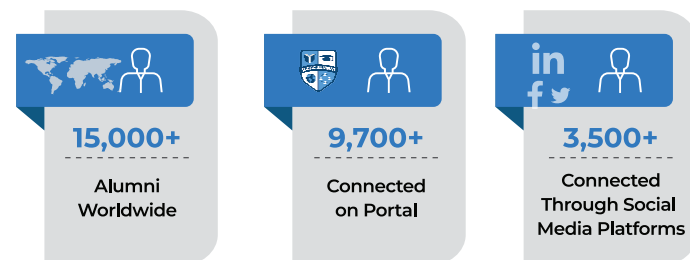 15,000+
Alumni
Worldwide
9,700+
Connected
on Portal
in
3,500+
Connected
Through Social
Media Platforms